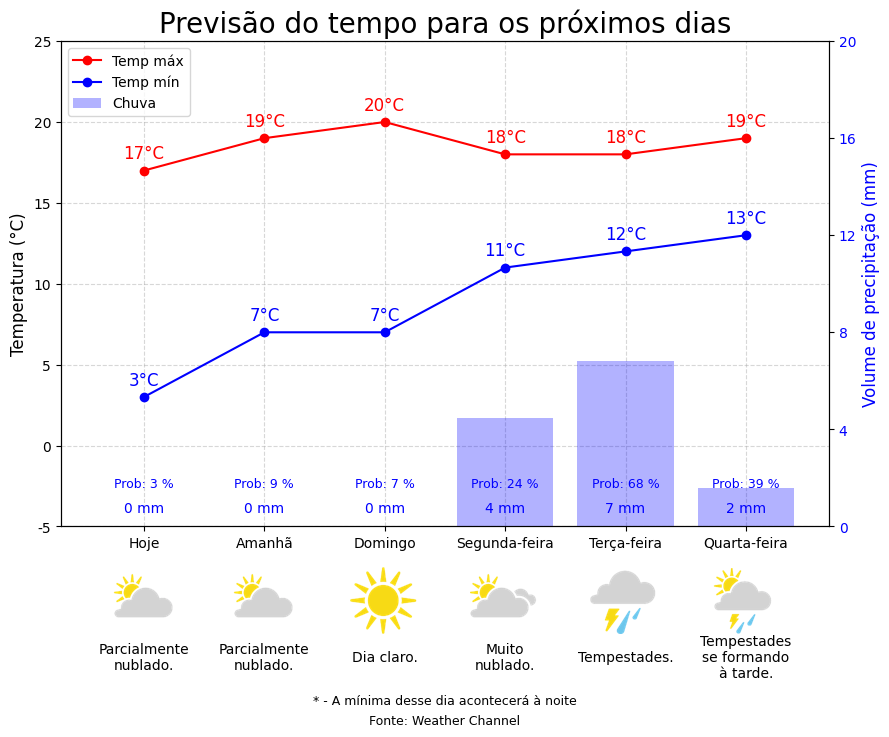 Previsão do tempo para os próximos dias
25
20
15
10
5
0
-5
Temperatura (°C)
20
16
12
8
4
0
Volume de precipitação (mm)
Temp máx
Temp mín
Chuva
17°C
19°C
20°C
18°C
18°C
19°C
3°C
7°C
7°C
11°C
12°C
13°C
Prob: 3 %
Prob: 9 %
Prob: 7 %
Prob: 24 %
Prob: 68 %
Prob: 39 %
0 mm
0 mm
0 mm
4 mm
7 mm
2 mm
Hoje
Amanhã
Domingo
Segunda-feira
Terça-feira
Quarta-feira
Parcialmente
nublado.
Parcialmente
nublado.
Dia claro.
Muito
nublado.
Tempestades.
Tempestades
se formando
à tarde.
* - A mínima desse dia acontecerá à noite
Fonte: Weather Channel